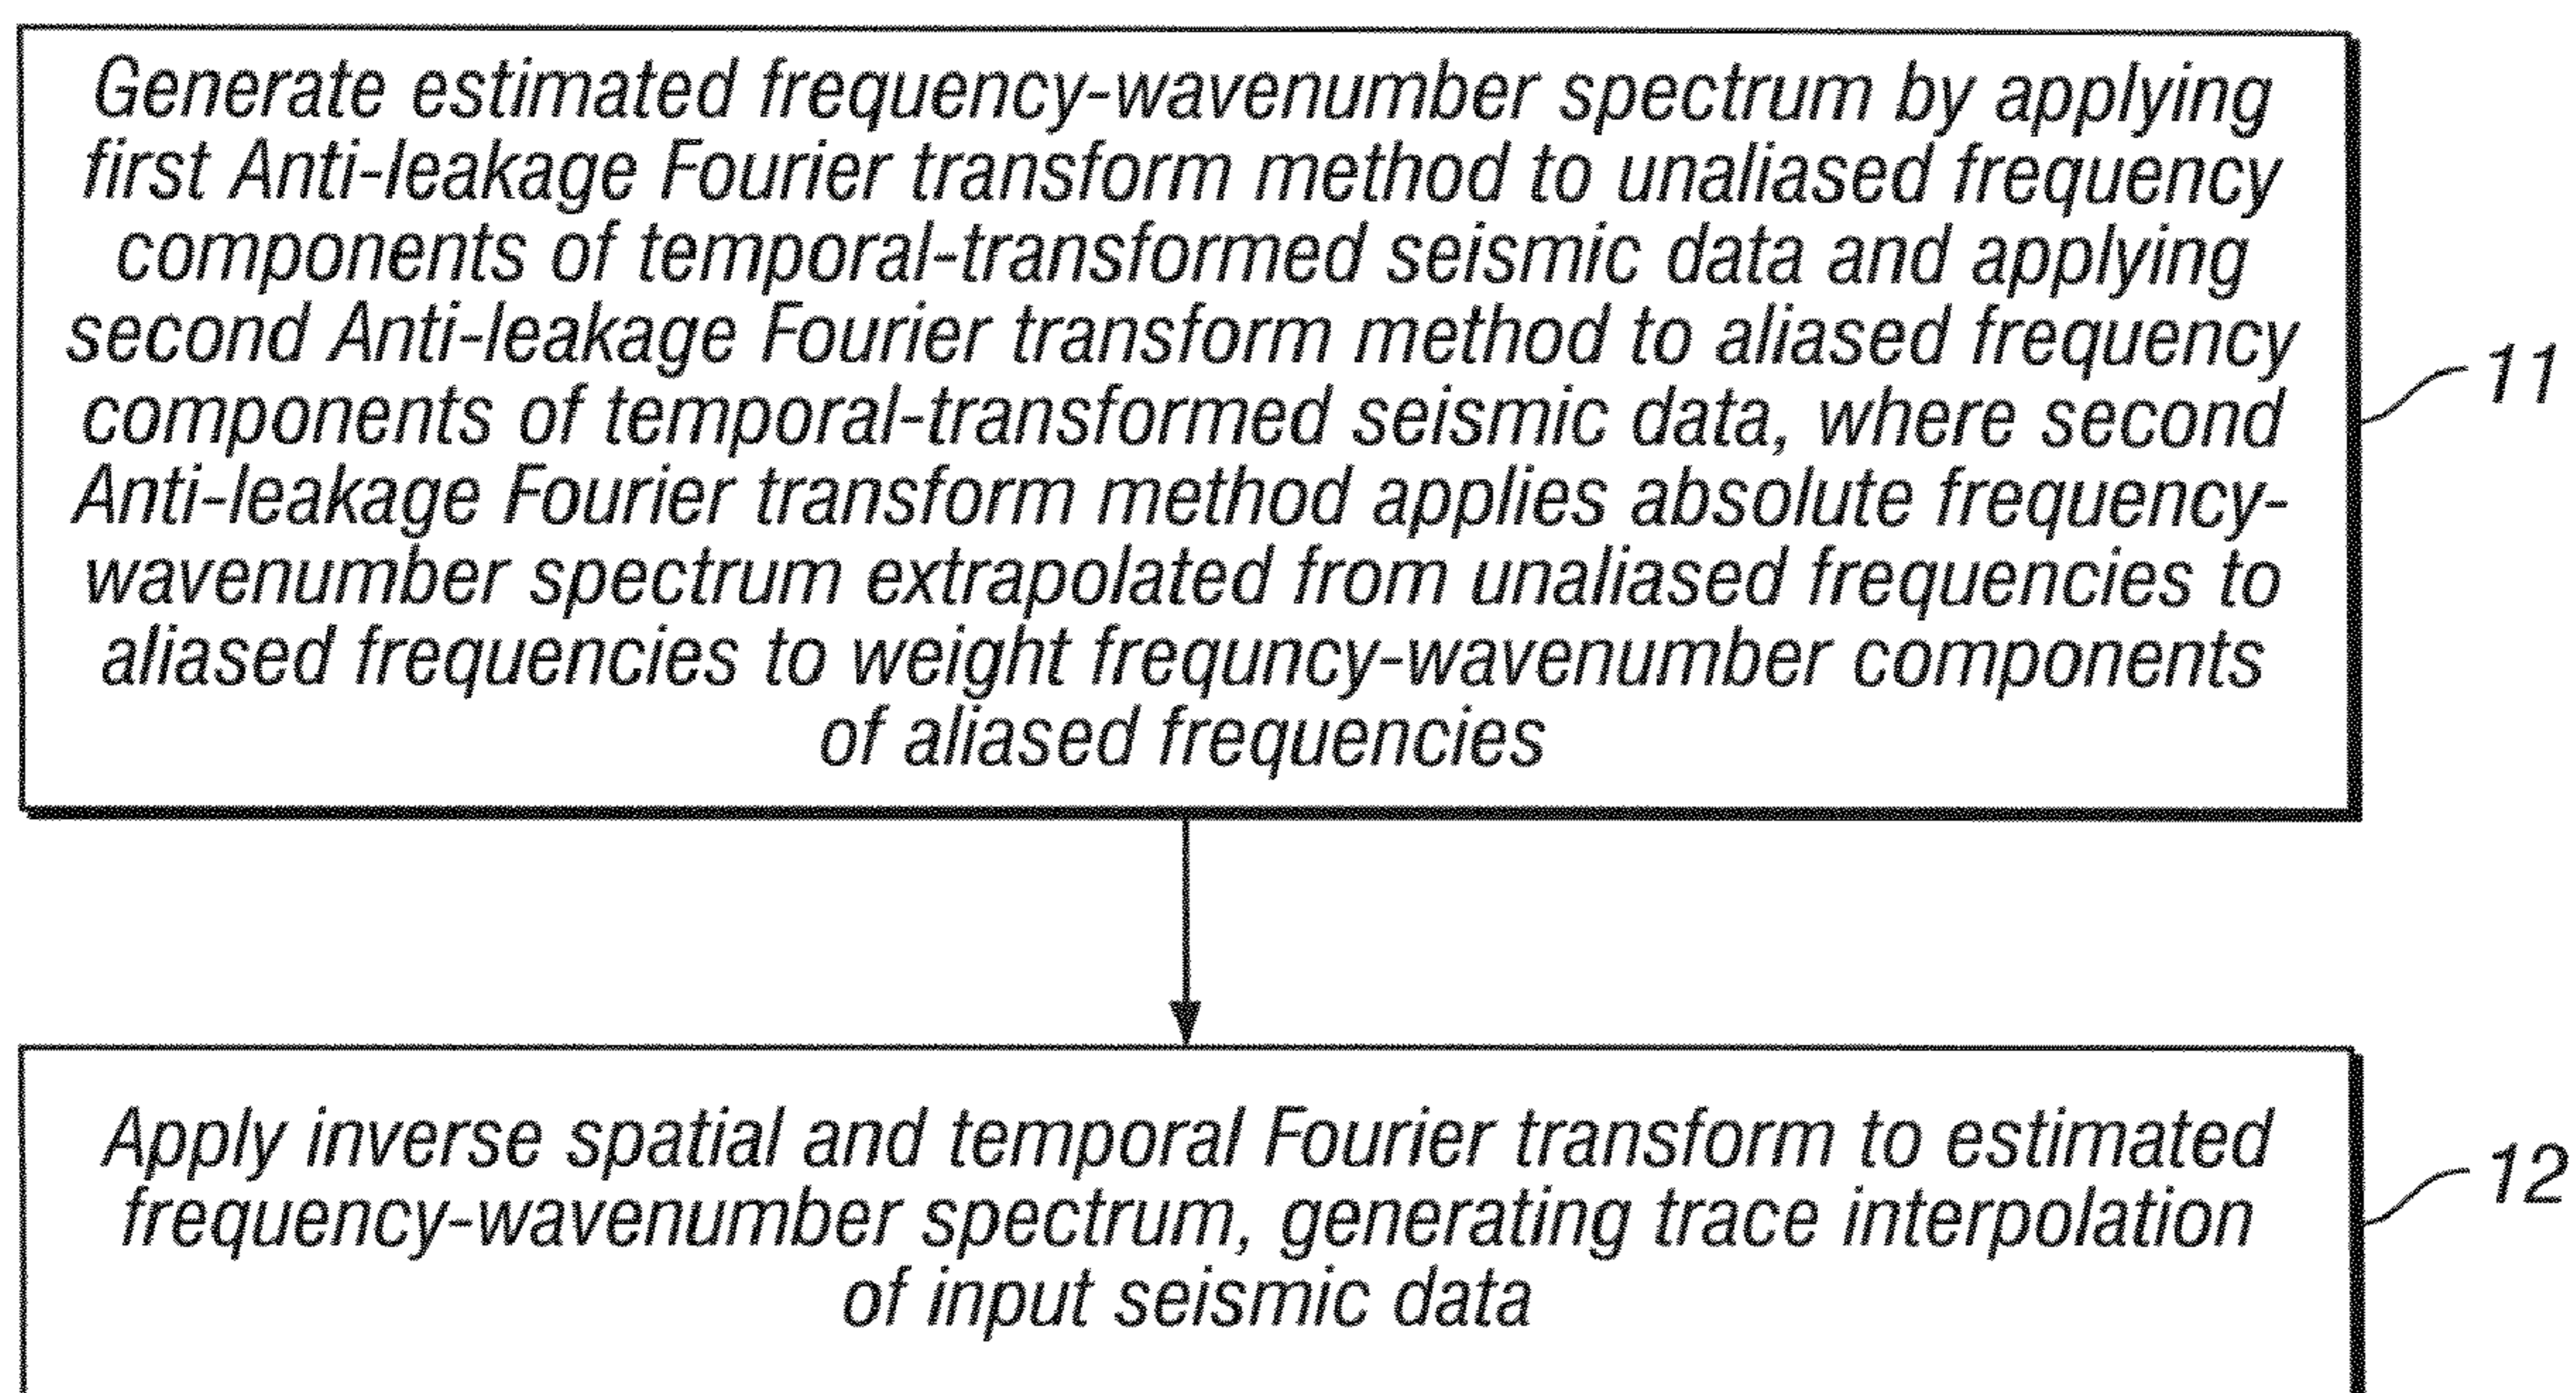 Generate estimated frequency-wavenumber spectrum by applying
first Anti-leakage Fourier transform method to unaliased frequency
components of temporal-transformed seismic data and applying
second Anti-leakage Fourier transform method to aliased frequency
components of temporal-transformed seismic data, where second
Anti-leakage Fourier transform method applies absolute frequency-
wavenumber spectrum extrapolated from unaliased frequencies to
aliased frequencies to weight frequncy-wavenumber components
of aliased frequencies
11
Apply inverse spatial and temporal Fourier transform to estimated
frequency-wavenumber spectrum, generating trace interpolation
of input seismic data
12